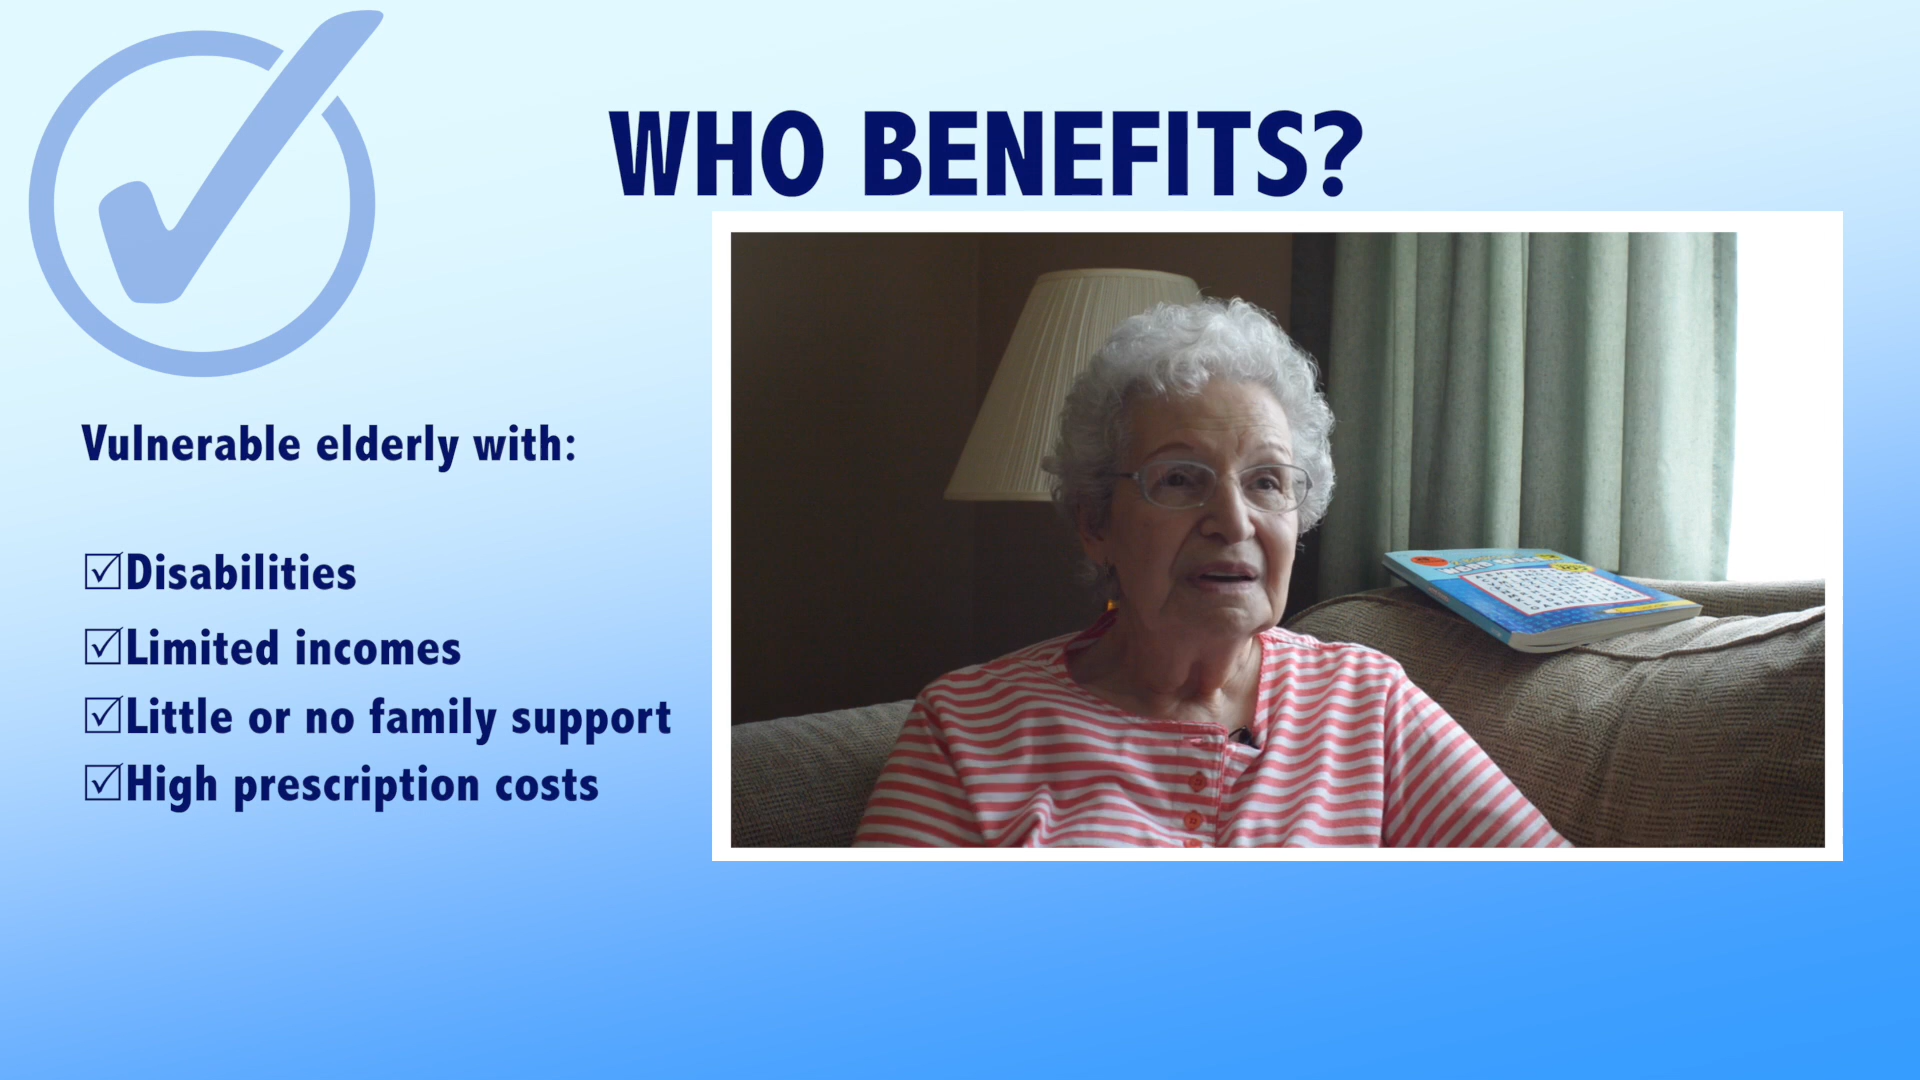 WHO BENEFITS?
Vulnerable elderly with:
☑Disabilities
☑Limited incomes
☑Little or no family support
☑High prescription costs